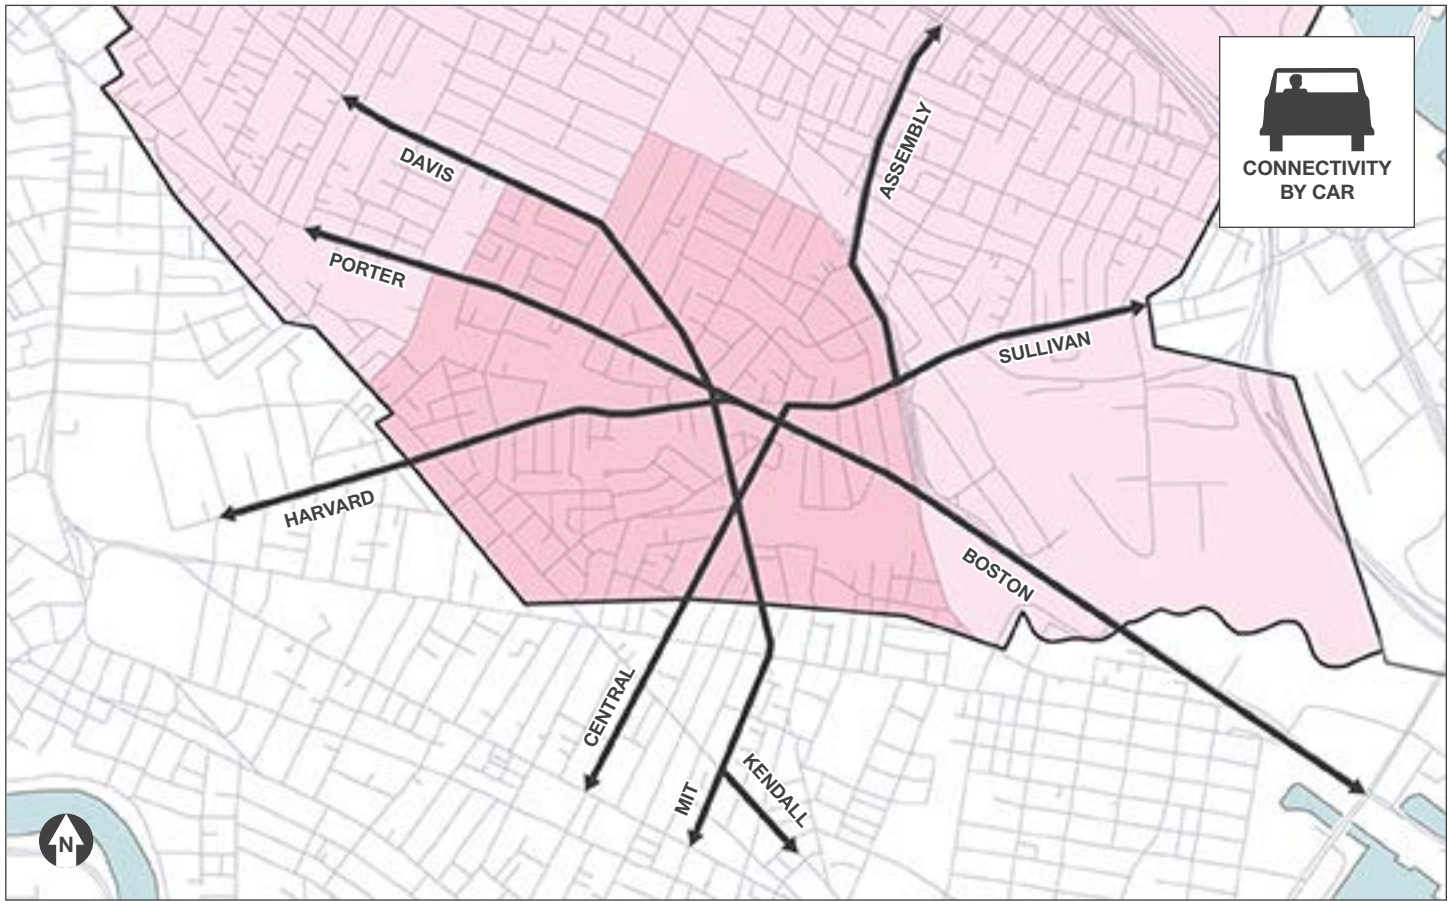 ASSEMBLY
CONNECTIVITY
BY CAR
DAVIS
PORTER
SULLIVAN
HARVARD
BOSTON
CENTRAL
MIT
KENDALL
N